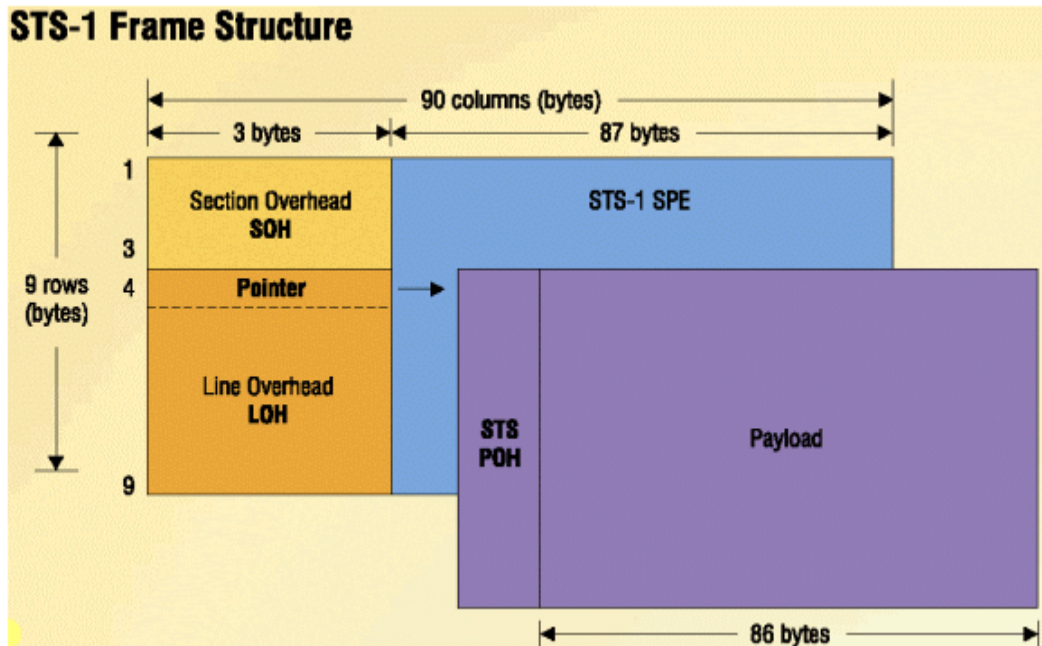 STS-1 Frame Structure
90 columns (bytes)
3 bytes
87 bytes
1
Section Overhead
SOH
STS-1 SPE
3
9 rows
(bytes)
4
Pointer
Line Overhead
LOH
STS
POH
Payload
9
86 bytes